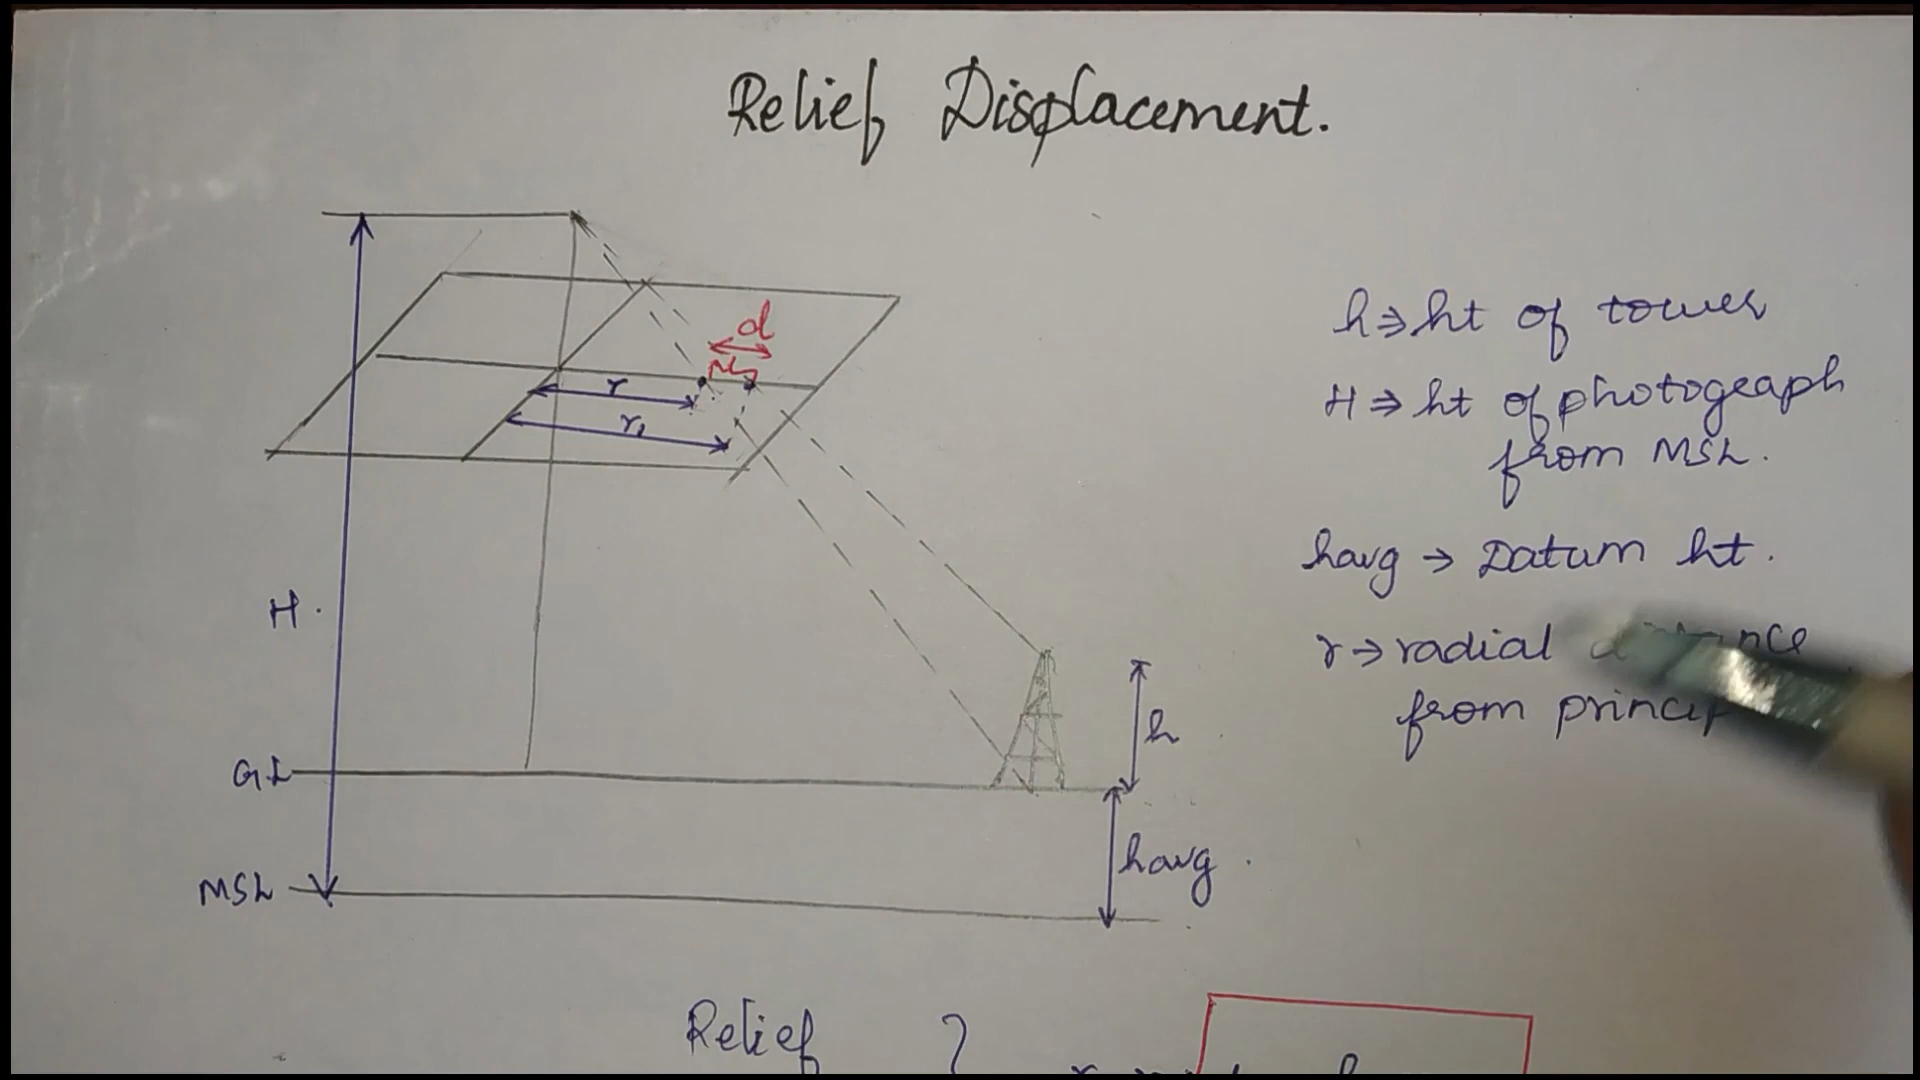 Relief Displacement.
d
r
r₁
H.
h
GL
havg.
MSL
h⇒ht of tower
H⇒ht of photogeaph
from MSL.
havg → Datum ht.
r→radial
from
Relief